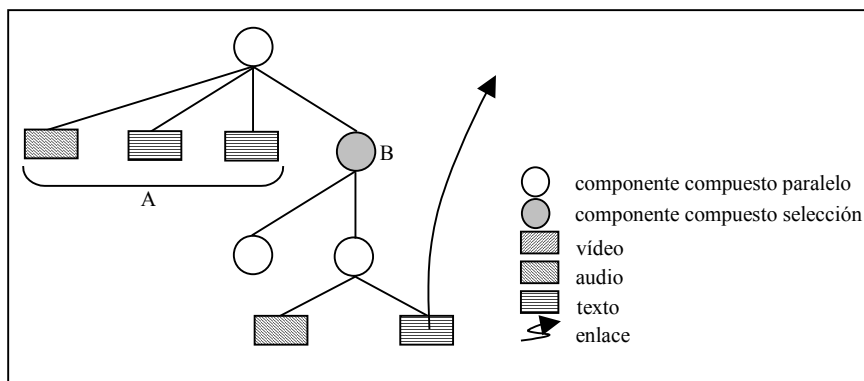 B
A
componente compuesto paralelo
componente compuesto selección
vídeo
audio
texto
enlace